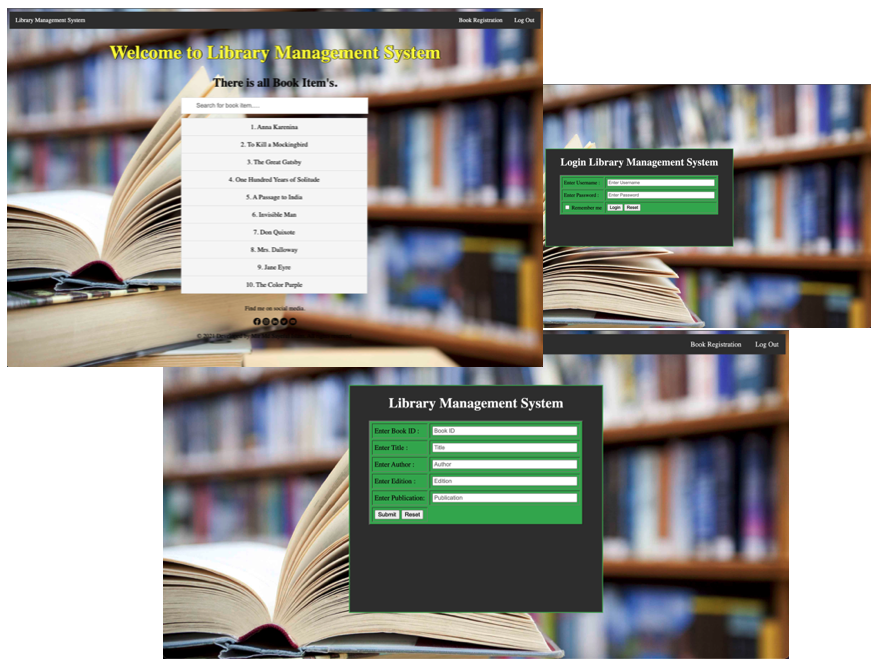 Library Management System
Book Registration
Log Out
Welcome to Library Management System
There is all Book Item's.
Search for book item.....
1. Anna Karenina
2. To Kill a Mockingbird
3. The Great Gatsby
4. One Hundred Years of Solitude
5. A Passage to India
6. Invisible Man
7. Don Quixote
8. Mrs. Dalloway
9. Jane Eyre
10. The Color Purple
Find me on social media.
Login Library Management System
Enter Username : Enter Username
Enter Password : Enter Password
Remember me Login Reset
Book Registration
Log Out
Library Management System
Enter Book ID : Book ID
Enter Title : Title
Enter Author : Author
Enter Edition : Edition
Enter Publication: Publication
Submit Reset